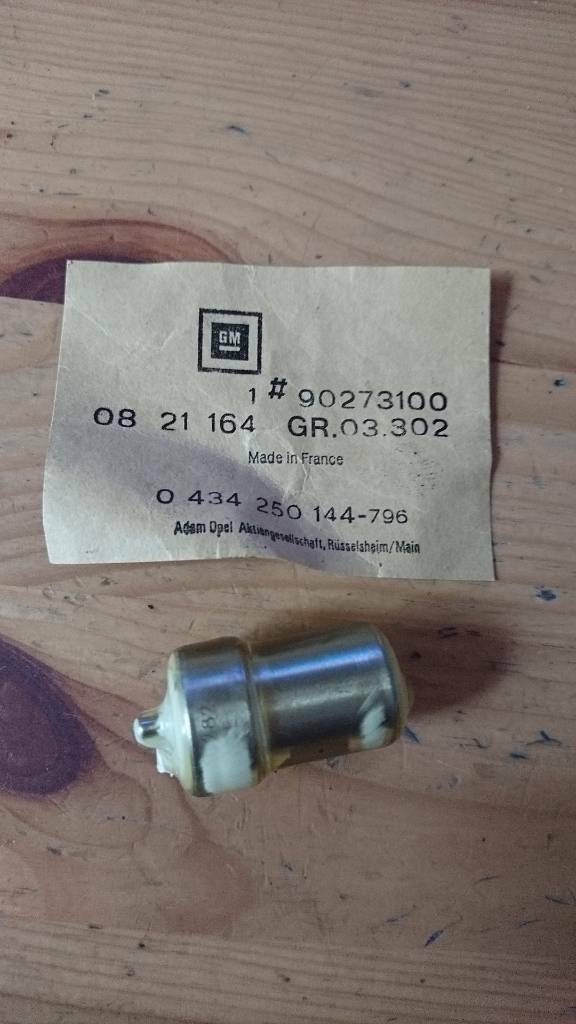 GM
1 # 90273100
08 21 164 GR.03.302
Made in France
0 434 250 144-796
Adam Opel Aktiengesellschaft, Rüsselsheim/Main
82